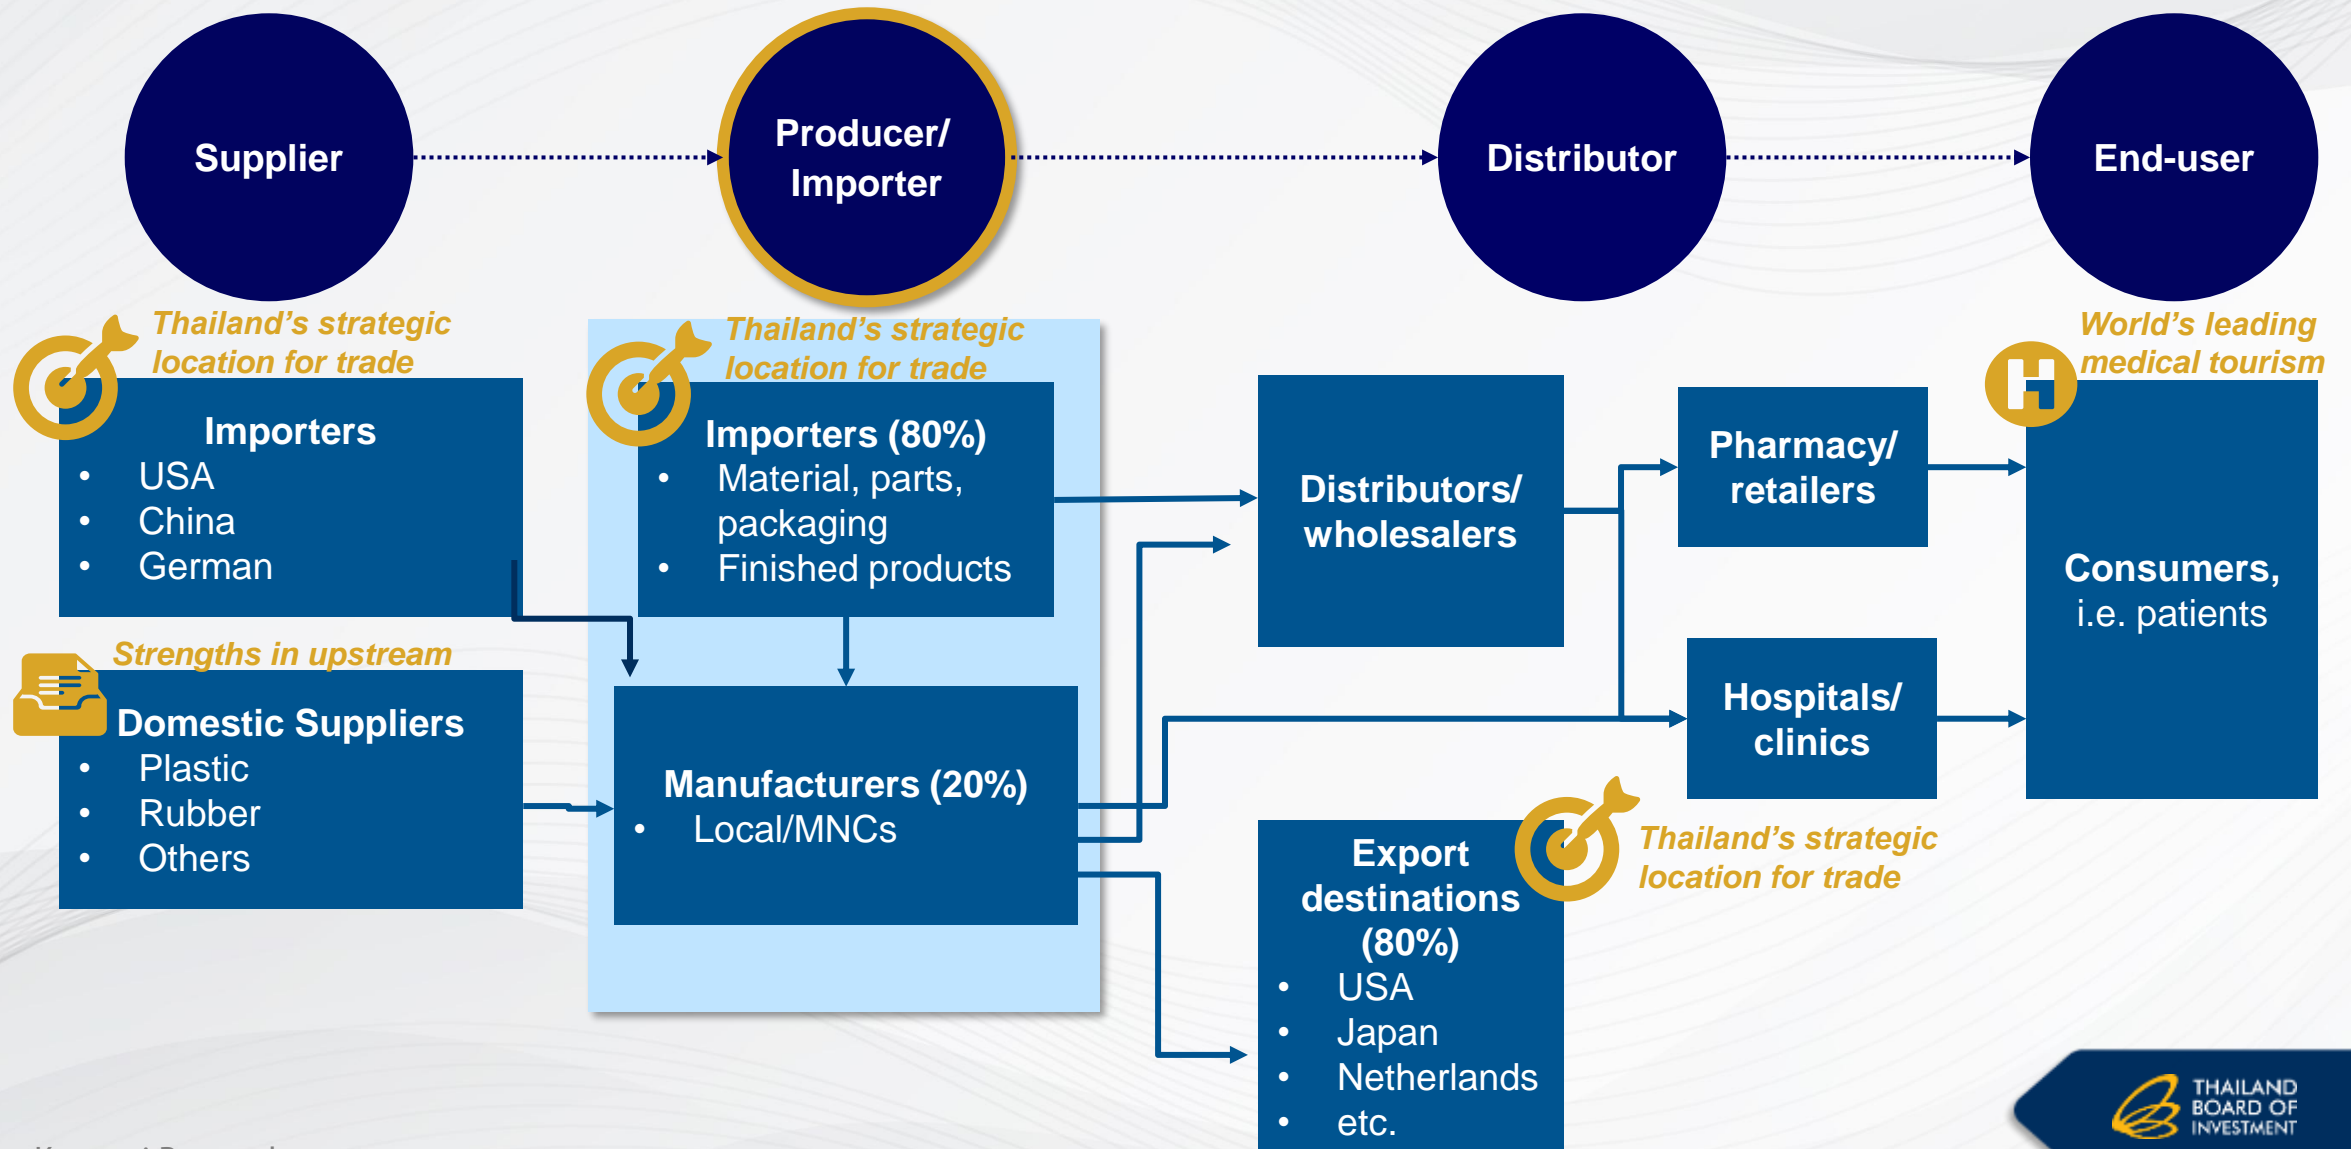 Supplier
Producer/
Importer
Distributor
End-user
Thailand's strategic
location for trade
Importers
• USA
• China
• German
Strengths in upstream
Domestic Suppliers
• Plastic
• Rubber
• Others
Thailand's strategic
location for trade
Importers (80%)
• Material, parts,
packaging
• Finished products
Manufacturers (20%)
• Local/MNCs
Distributors/
wholesalers
Export
destinations
(80%)
• USA
• Japan
• Netherlands
• etc.
Thailand's strategic
location for trade
Pharmacy/
retailers
Hospitals/
clinics
World's leading
medical tourism
Consumers,
i.e. patients
THAILAND
BOARD OF
INVESTMENT